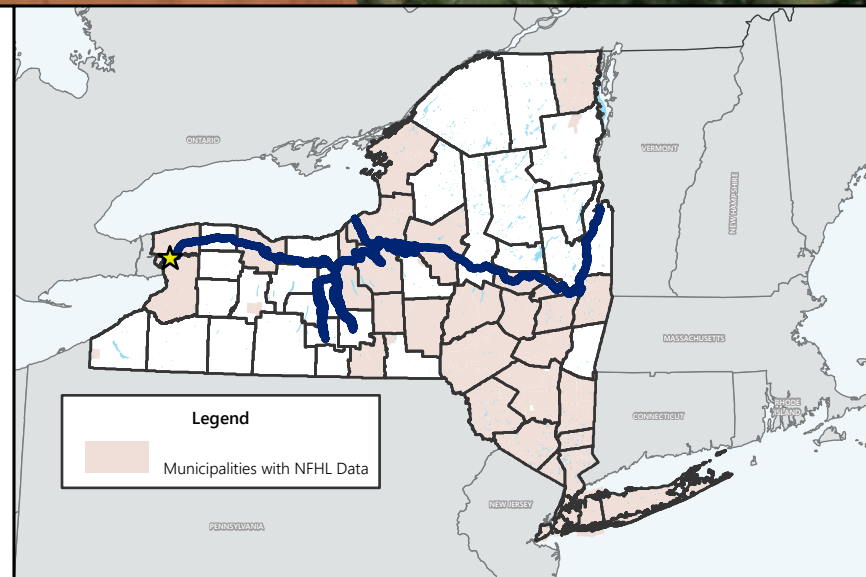 ONTARIO
VERMONT
NEW HAMPSHIRE
MASSACHUSETTS
CONNECTICUT
RHODE
ISLAND
Legend
Municipalities with NFHL Data
NEW JERSEY
PENNSYLVANIA